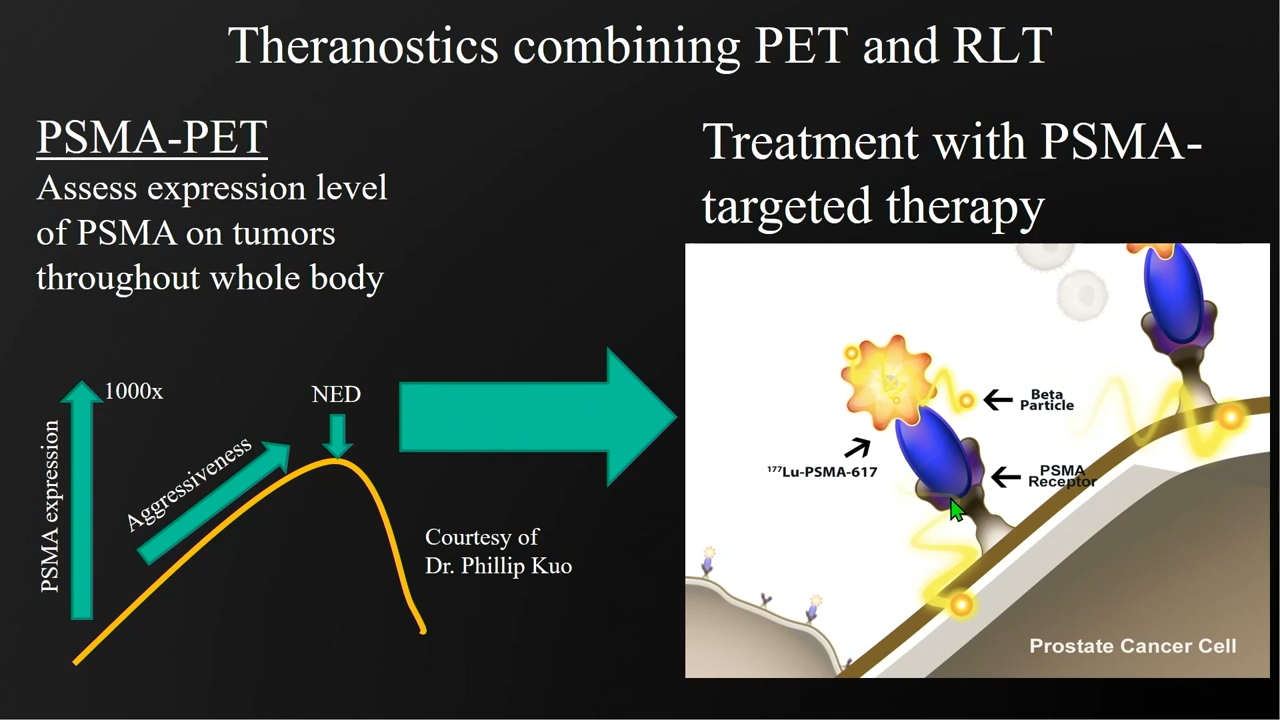 Theranostics combining PET and RLT
PSMA-PET
Assess expression level
of PSMA on tumors
throughout whole body
PSMA expression
1000x
Aggressiveness
NED
Courtesy of
Dr. Phillip Kuo
Treatment with PSMA-
targeted therapy
Beta
Particle
¹⁷⁷Lu-PSMA-617
PSMA
Receptor
Prostate Cancer Cell